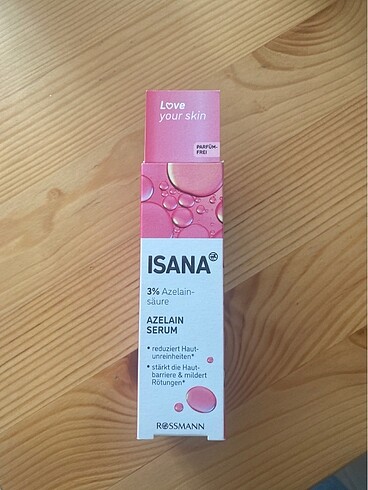 Love
your skin
PARFÜM-
FREI
ISANA
3% Azelain-
säure
AZELAIN
SERUM
• reduziert Haut-
unreinheiten*
• stärkt die Haut-
barriere & mildert
Rötungen*
ROSSMANN